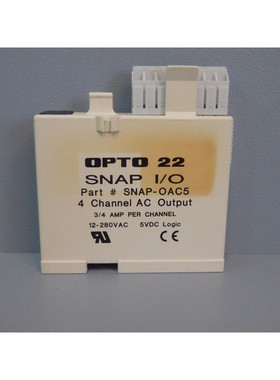 OPTO 22
SNAP I/O
Part # SNAP-OAC5
4 Channel AC Output
3/4 AMP PER CHANNEL
12-280VAC 5VDC Logic